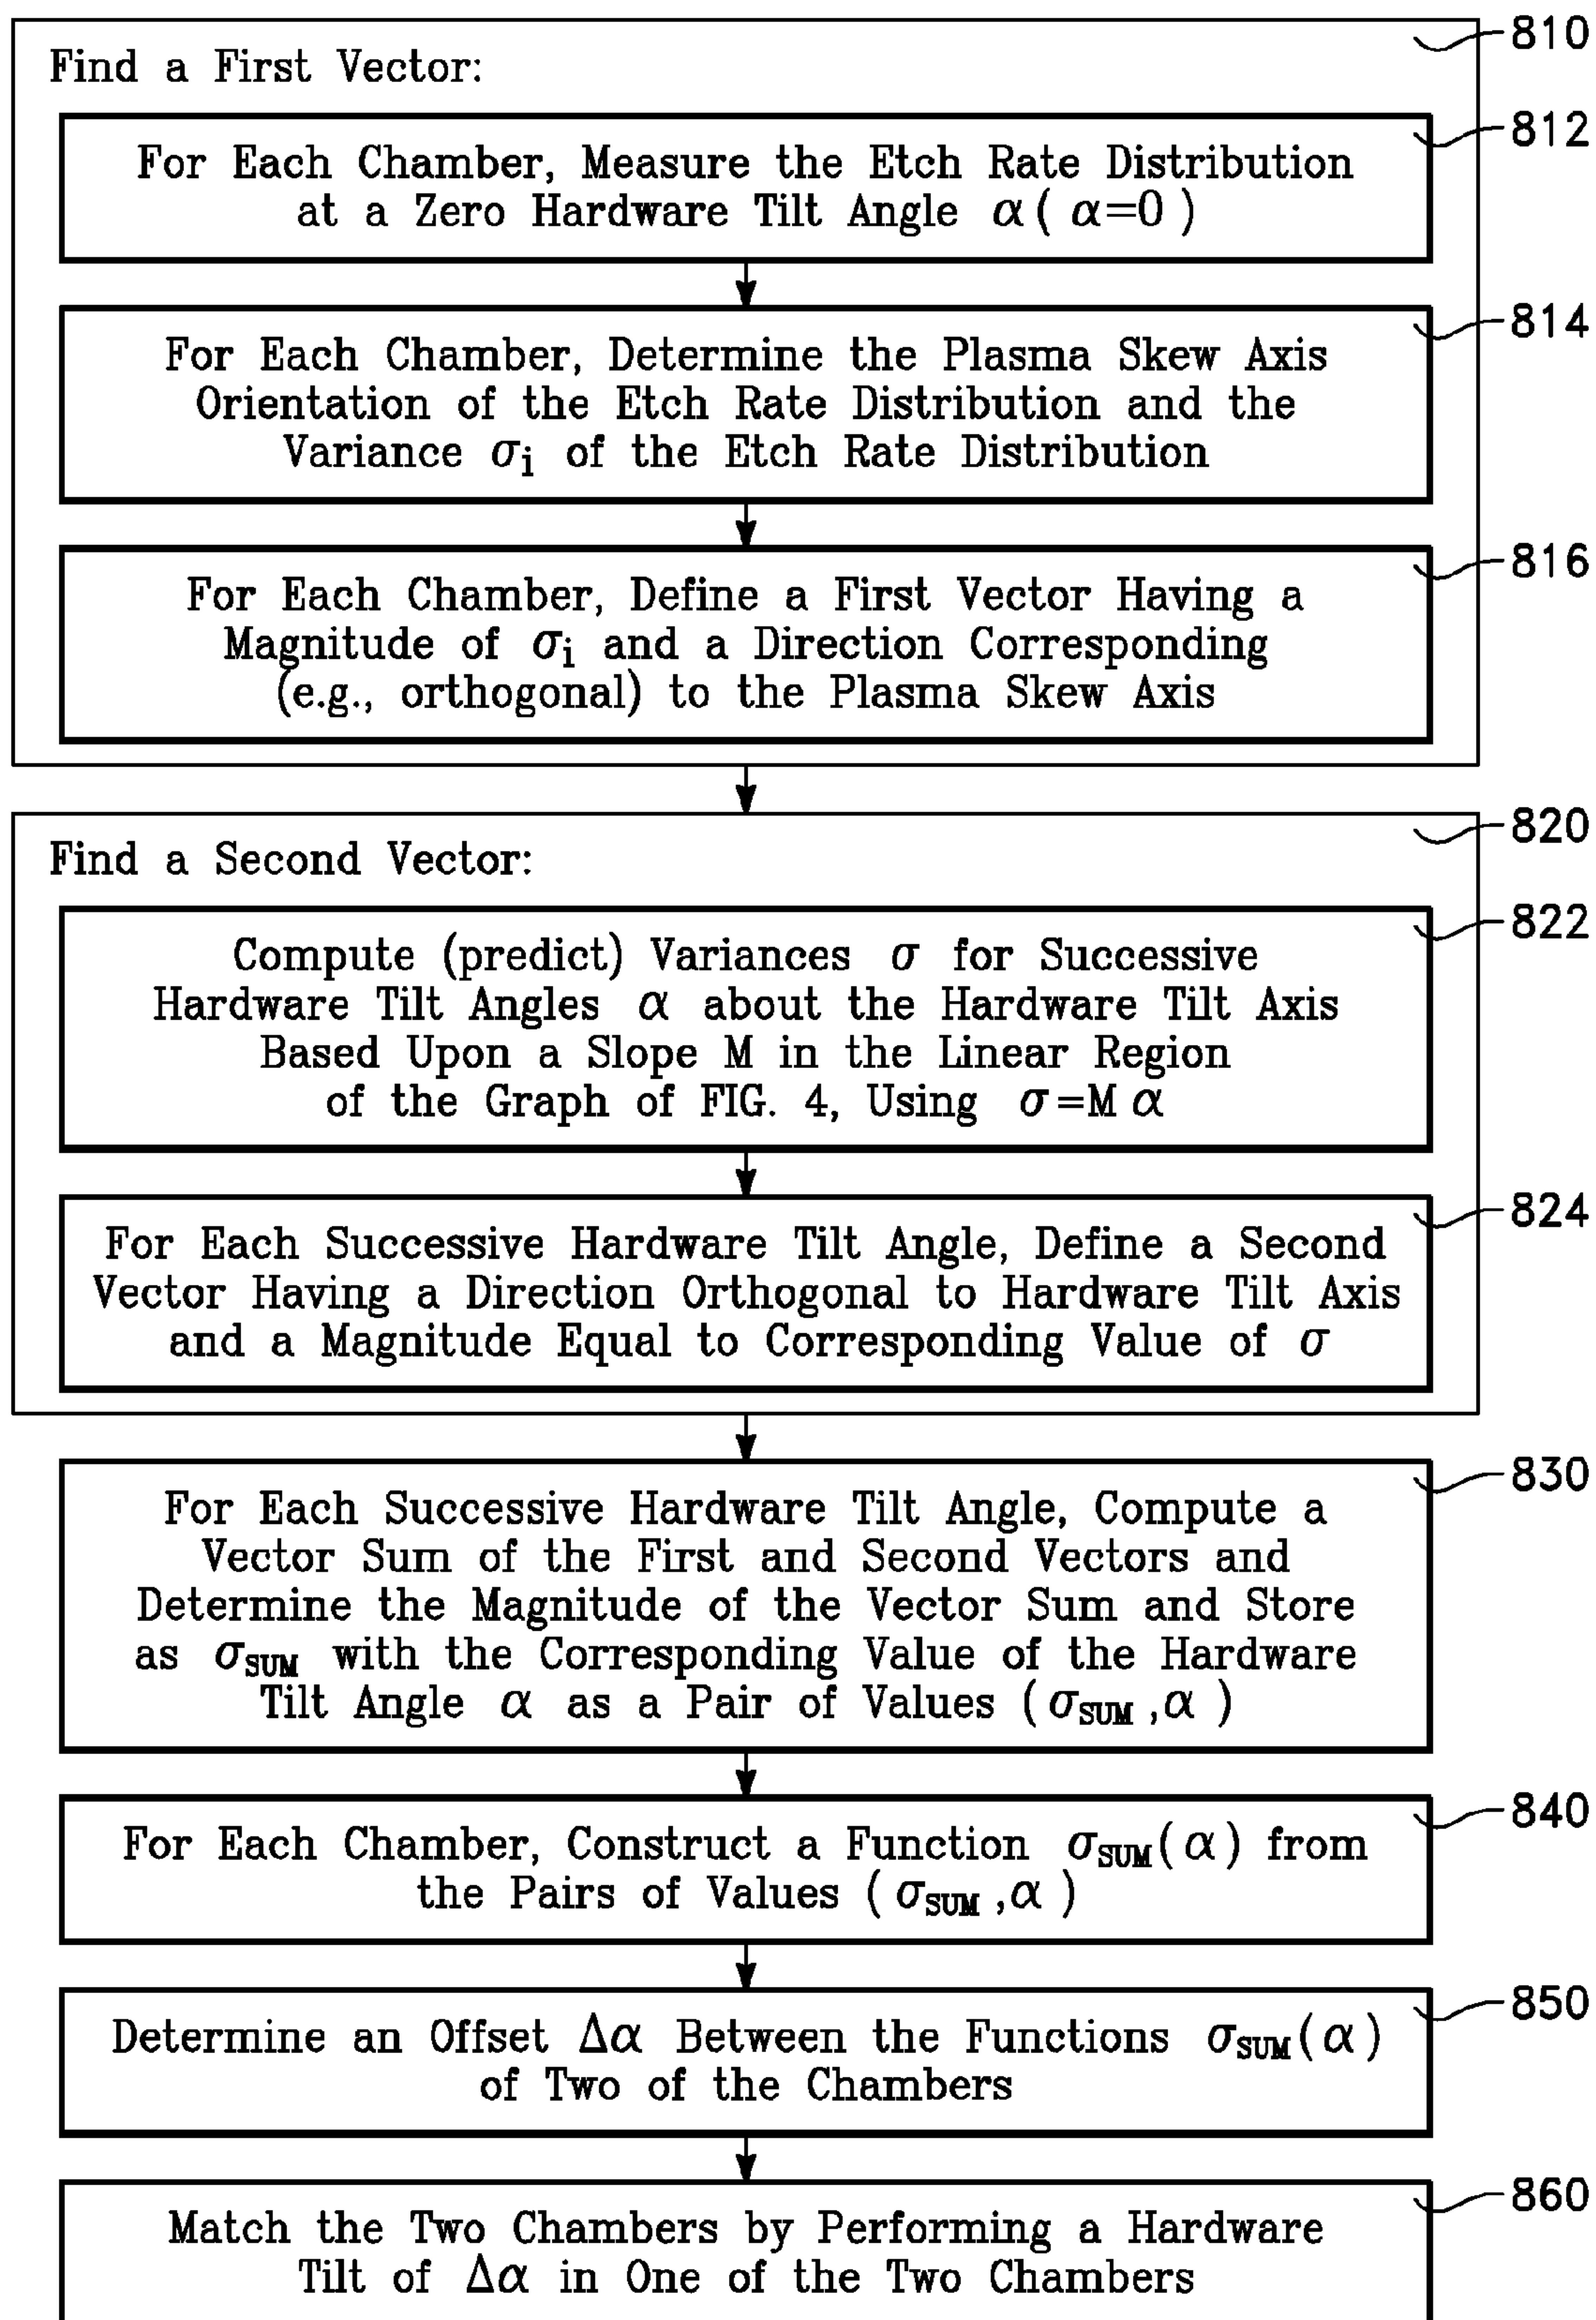 810
Find a First Vector:
812
For Each Chamber, Measure the Etch Rate Distribution
at a Zero Hardware Tilt Angle α ( α=0 )
814
For Each Chamber, Determine the Plasma Skew Axis
Orientation of the Etch Rate Distribution and the
Variance σi of the Etch Rate Distribution
816
For Each Chamber, Define a First Vector Having a
Magnitude of σi and a Direction Corresponding
(e.g., orthogonal) to the Plasma Skew Axis
820
Find a Second Vector:
822
Compute (predict) Variances σ for Successive
Hardware Tilt Angles α about the Hardware Tilt Axis
Based Upon a Slope M in the Linear Region
of the Graph of FIG. 4, Using σ=M α
824
For Each Successive Hardware Tilt Angle, Define a Second
Vector Having a Direction Orthogonal to Hardware Tilt Axis
and a Magnitude Equal to Corresponding Value of σ
830
For Each Successive Hardware Tilt Angle, Compute a
Vector Sum of the First and Second Vectors and
Determine the Magnitude of the Vector Sum and Store
as σSUM with the Corresponding Value of the Hardware
Tilt Angle α as a Pair of Values ( σSUM ,α )
840
For Each Chamber, Construct a Function σSUM( α ) from
the Pairs of Values ( σSUM ,α )
850
Determine an Offset Δα Between the Functions σSUM( α )
of Two of the Chambers
860
Match the Two Chambers by Performing a Hardware
Tilt of Δα in One of the Two Chambers